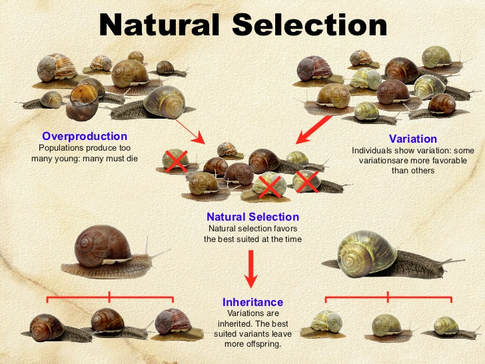 Natural Selection
Overproduction
Populations produce too
many young: many must die
Variation
Individuals show variation: some
variationsare more favorable
than others
Natural Selection
Natural selection favors
the best suited at the time
Inheritance
Variations are
inherited. The best
suited variants leave
more offspring.